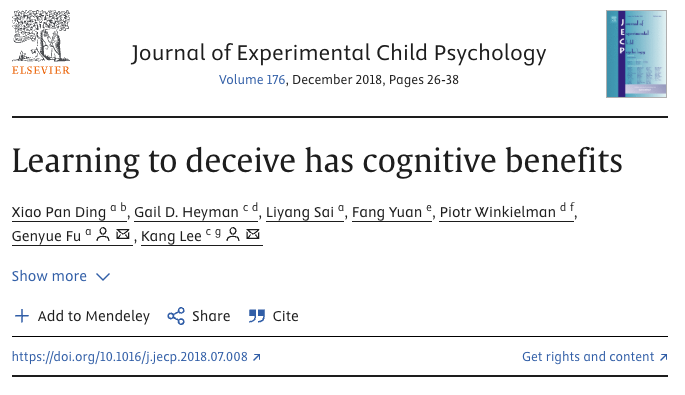 ELSEVIER
Journal of Experimental Child Psychology
Volume 176, December 2018, Pages 26-38
J E C P
Learning to deceive has cognitive benefits
Xiao Pan Ding a b, Gail D. Heyman c d, Liyang Sai a, Fang Yuan e, Piotr Winkielman d f,
Genyue Fu a, Kang Lee c g
Show more
Add to Mendeley Share Cite
https://doi.org/10.1016/j.jecp.2018.07.008
Get rights and content